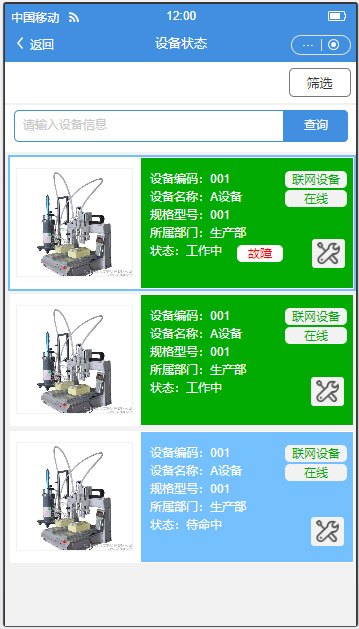 中国移动 12:00
返回 设备状态
筛选
请输入设备信息 查询
设备编码：001 联网设备
设备名称：A设备 在线
规格型号：001
所属部门：生产部
状态：工作中 故障
设备编码：001 联网设备
设备名称：A设备 在线
规格型号：001
所属部门：生产部
状态：工作中
设备编码：001 联网设备
设备名称：A设备 在线
规格型号：001
所属部门：生产部
状态：待命中